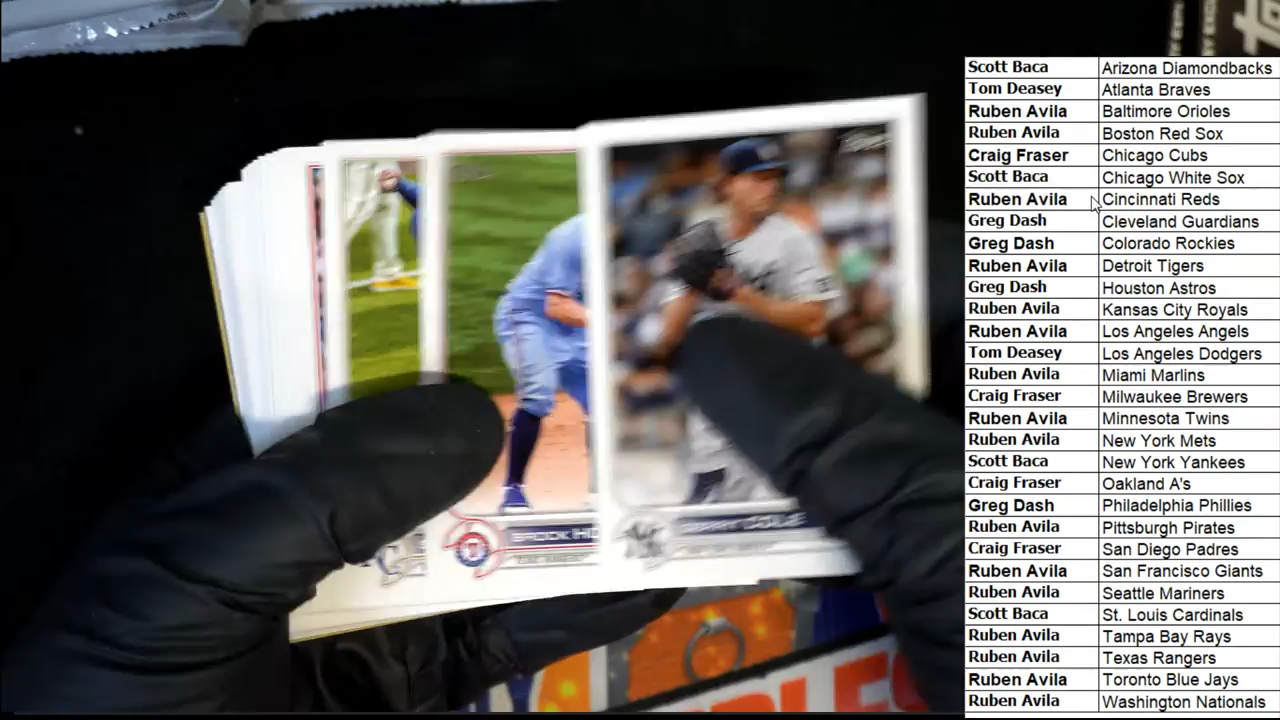 Scott Baca Arizona Diamondbacks
Tom Deasey Atlanta Braves
Ruben Avila Baltimore Orioles
Ruben Avila Boston Red Sox
Craig Fraser Chicago Cubs
Scott Baca Chicago White Sox
Ruben Avila Cincinnati Reds
Greg Dash Cleveland Guardians
Greg Dash Colorado Rockies
Ruben Avila Detroit Tigers
Greg Dash Houston Astros
Ruben Avila Kansas City Royals
Ruben Avila Los Angeles Angels
Tom Deasey Los Angeles Dodgers
Ruben Avila Miami Marlins
Craig Fraser Milwaukee Brewers
Ruben Avila Minnesota Twins
Ruben Avila New York Mets
Scott Baca New York Yankees
Craig Fraser Oakland A's
Greg Dash Philadelphia Phillies
Ruben Avila Pittsburgh Pirates
Craig Fraser San Diego Padres
Ruben Avila San Francisco Giants
Ruben Avila Seattle Mariners
Scott Baca St. Louis Cardinals
Ruben Avila Tampa Bay Rays
Ruben Avila Texas Rangers
Ruben Avila Toronto Blue Jays
Ruben Avila Washington Nationals
BROOK
COLE